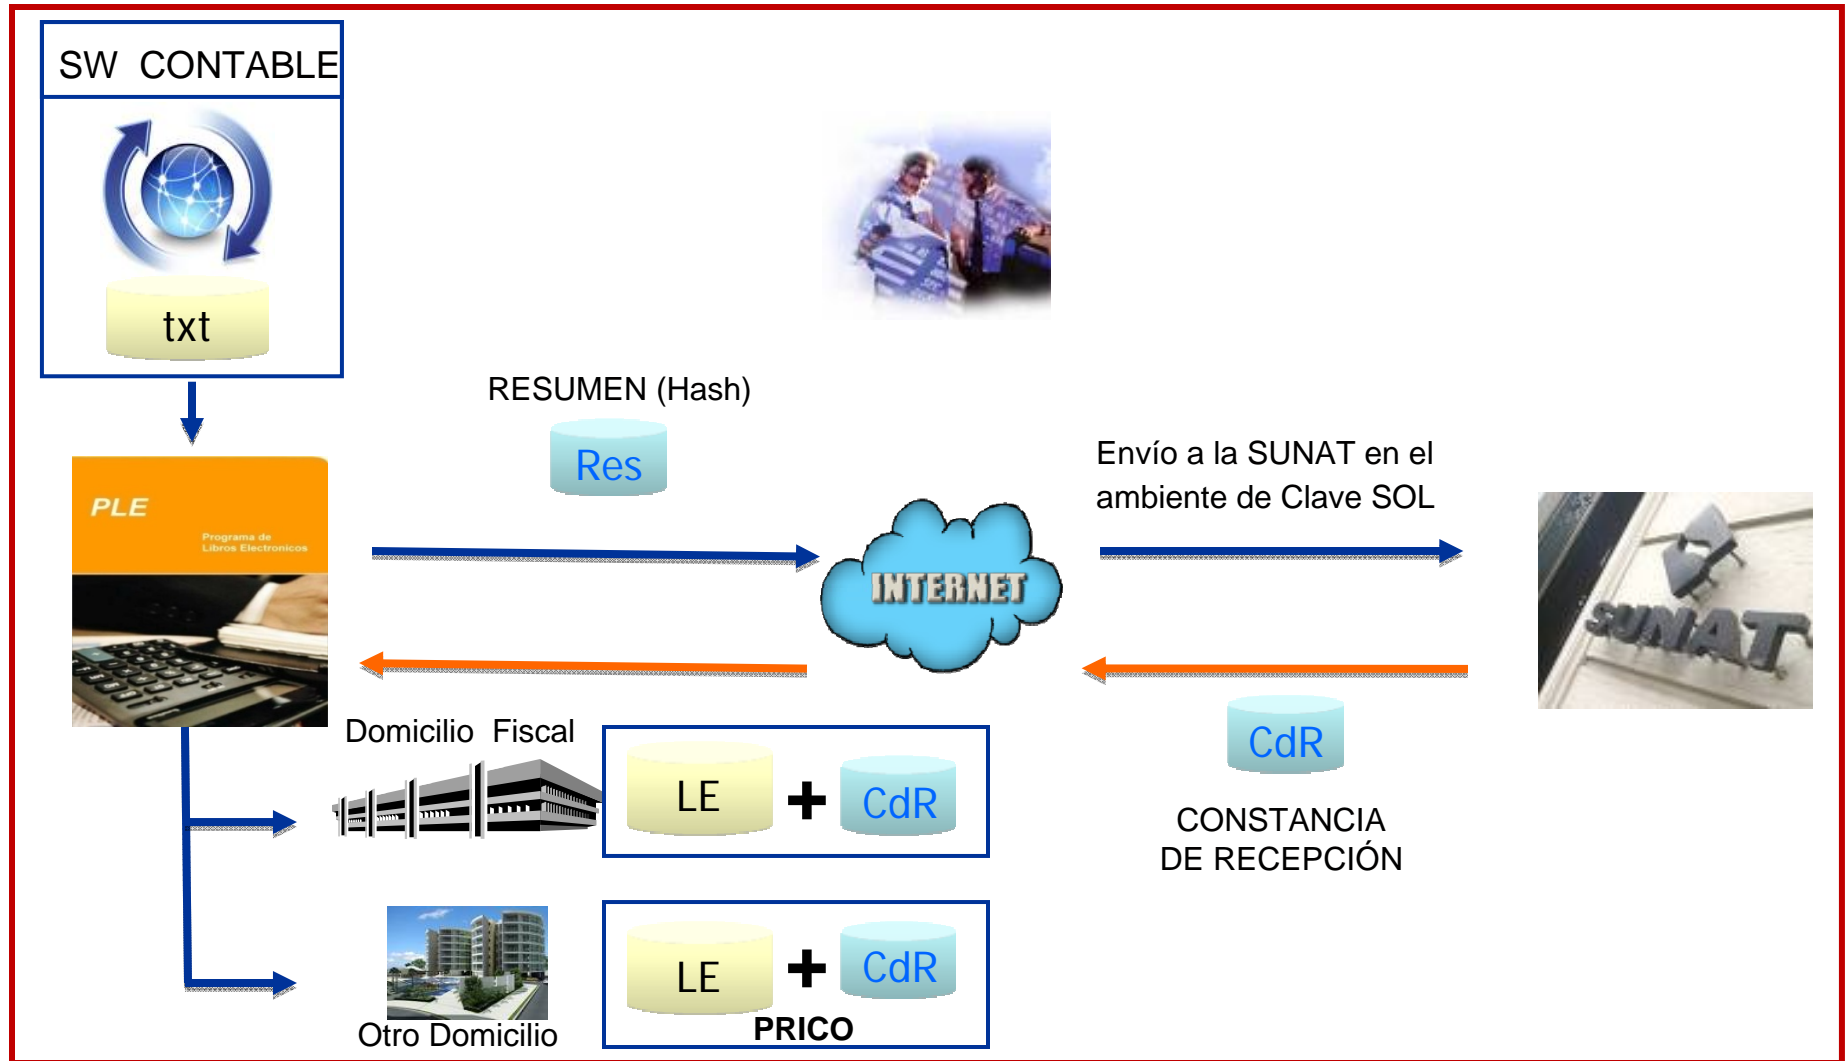 SW CONTABLE
txt
RESUMEN (Hash)
Res
Envío a la SUNAT en el
ambiente de Clave SOL
PLE
Programa de
Libros Electronicos
INTERNET
SUNAT
CdR
CONSTANCIA
DE RECEPCIÓN
Domicilio Fiscal
LE + CdR
LE + CdR
PRICO
Otro Domicilio